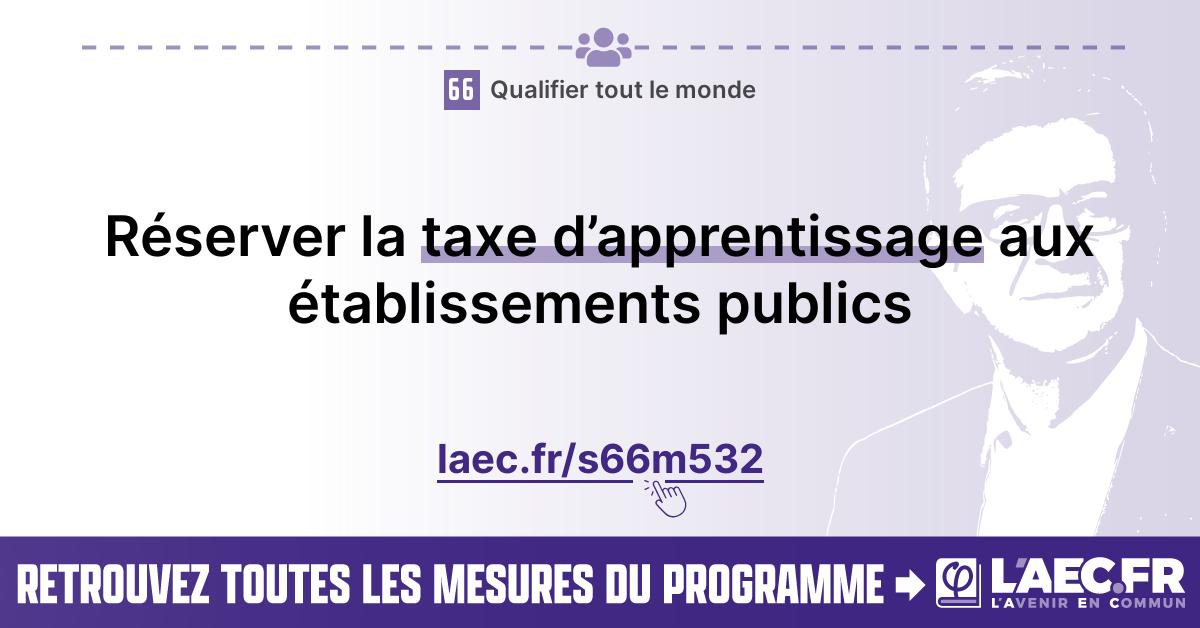 66 Qualifier tout le monde
Réserver la taxe d’apprentissage aux
établissements publics
laec.fr/s66m532
RETROUVEZ TOUTES LES MESURES DU PROGRAMME
φ L'AEC.FR
L'AVENIR EN COMMUN